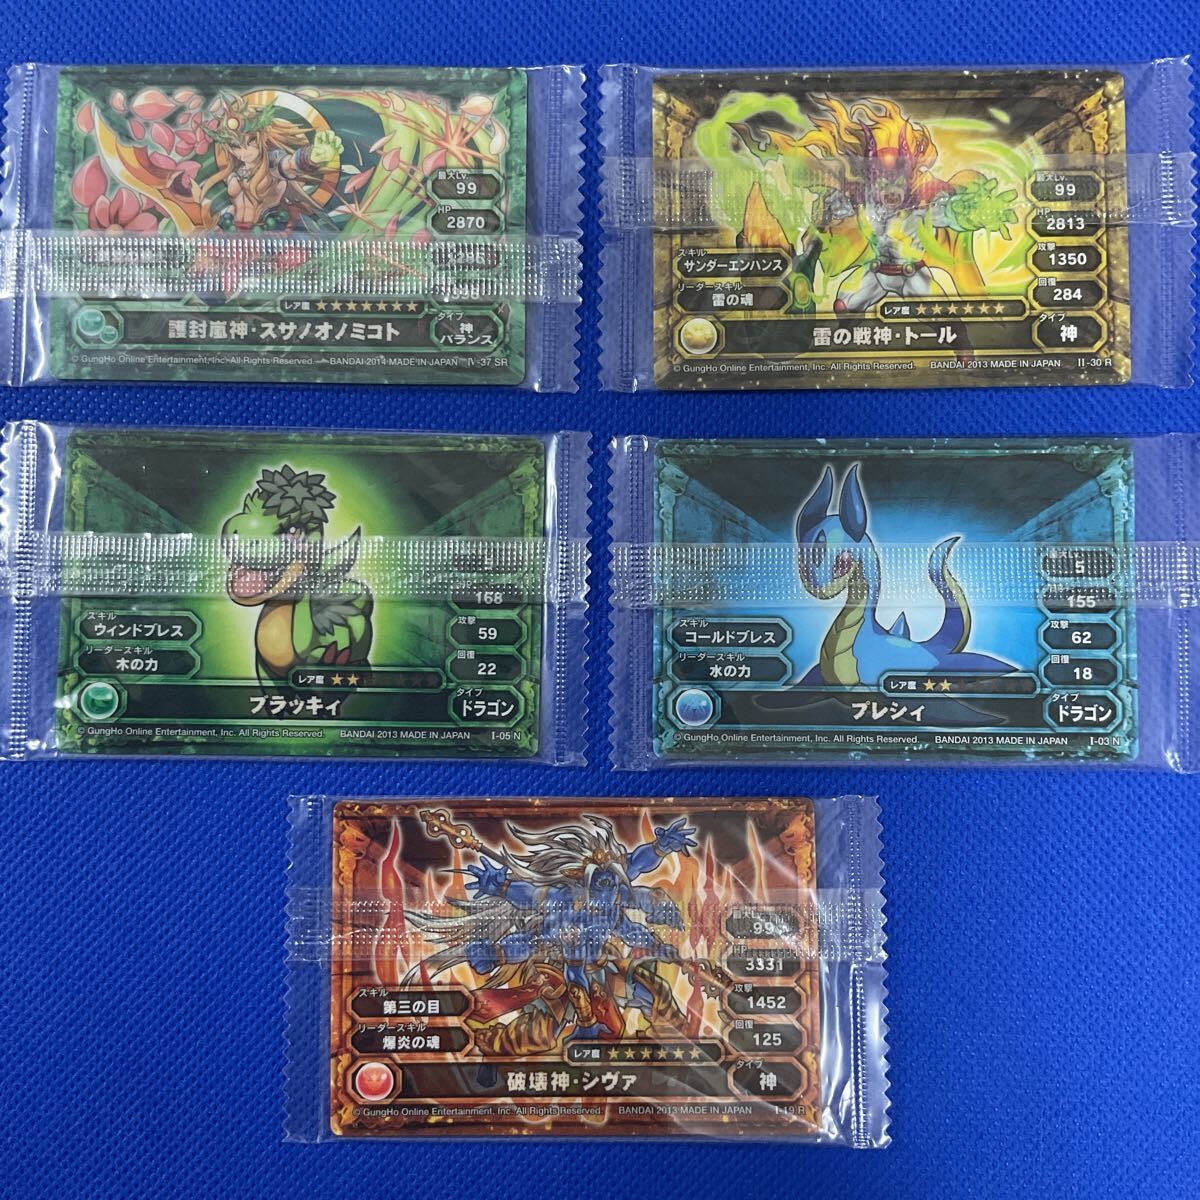 最大Lv.
99
HP
2870
レア度
護封嵐神・スサノオノミコト
タイプ
神
バランス
© GungHo Online Entertainment, Inc. All Rights Reserved. BANDAI 2014 MADE IN JAPAN Ⅳ-37 SR
最大Lv.
99
HP
2813
攻撃
1350
回復
284
スキル
サンダーエンハンス
リーダースキル
雷の魂
レア度
雷の戦神・トール
タイプ
神
© GungHo Online Entertainment, Inc. All Rights Reserved. BANDAI 2013 MADE IN JAPAN Ⅱ-30 R
168
攻撃
59
回復
22
スキル
ウィンドブレス
リーダースキル
木の力
レア度
ブラッキィ
タイプ
ドラゴン
© GungHo Online Entertainment, Inc. All Rights Reserved. BANDAI 2013 MADE IN JAPAN Ⅰ-05 N
最大Lv.
5
HP
155
攻撃
62
回復
18
スキル
コールドブレス
リーダースキル
水の力
レア度
プレシィ
タイプ
ドラゴン
© GungHo Online Entertainment, Inc. All Rights Reserved. BANDAI 2013 MADE IN JAPAN Ⅰ-03 N
最大Lv.
99
HP
3331
攻撃
1452
回復
125
スキル
第三の目
リーダースキル
爆炎の魂
レア度
破壊神・シヴァ
タイプ
神
© GungHo Online Entertainment, Inc. All Rights Reserved. BANDAI 2013 MADE IN JAPAN Ⅰ-19 R